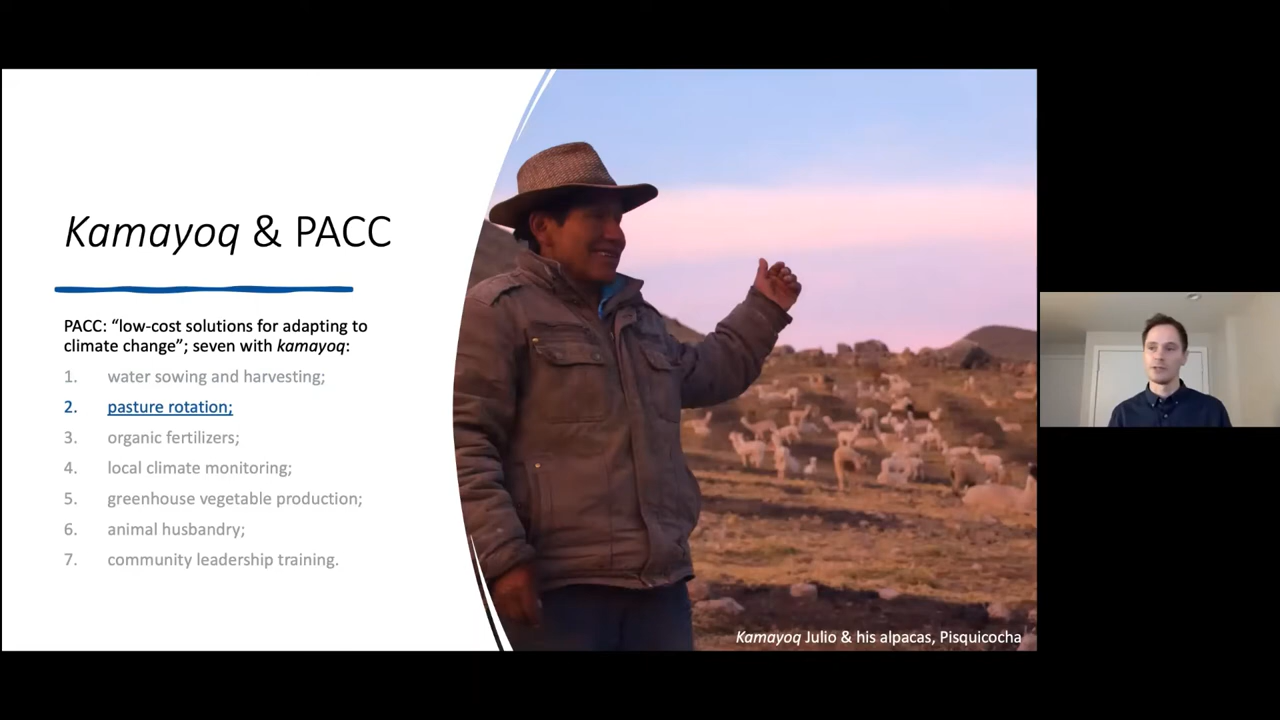 Kamayoq & PACC
PACC: “low-cost solutions for adapting to
climate change”; seven with kamayoq:
1. water sowing and harvesting;
2. pasture rotation;
3. organic fertilizers;
4. local climate monitoring;
5. greenhouse vegetable production;
6. animal husbandry;
7. community leadership training.
Kamayoq Julio & his alpacas, Pisquicocha